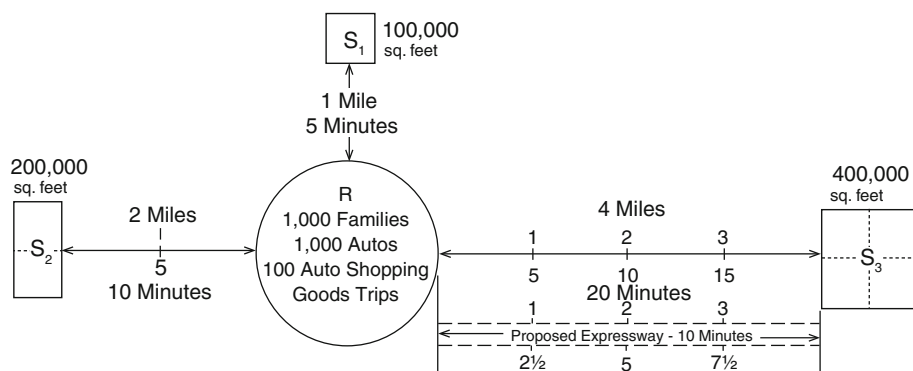 S1
100,000
sq. feet
1 Mile
5 Minutes
200,000
sq. feet
S2
2 Miles
5
10 Minutes
R
1,000 Families
1,000 Autos
100 Auto Shopping
Goods Trips
4 Miles
1 2 3
5 10 15
20 Minutes
1 2 3
Proposed Expressway - 10 Minutes
2½ 5 7½
400,000
sq. feet
S3